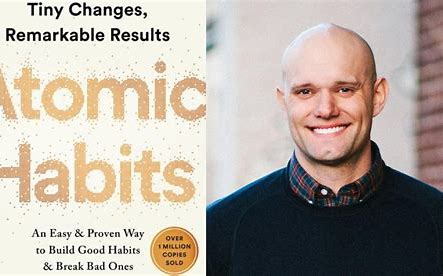 Tiny Changes,
Remarkable Results
Atomic
Habits
An Easy & Proven Way
to Build Good Habits
& Break Bad Ones
OVER
1 MILLION
COPIES
SOLD